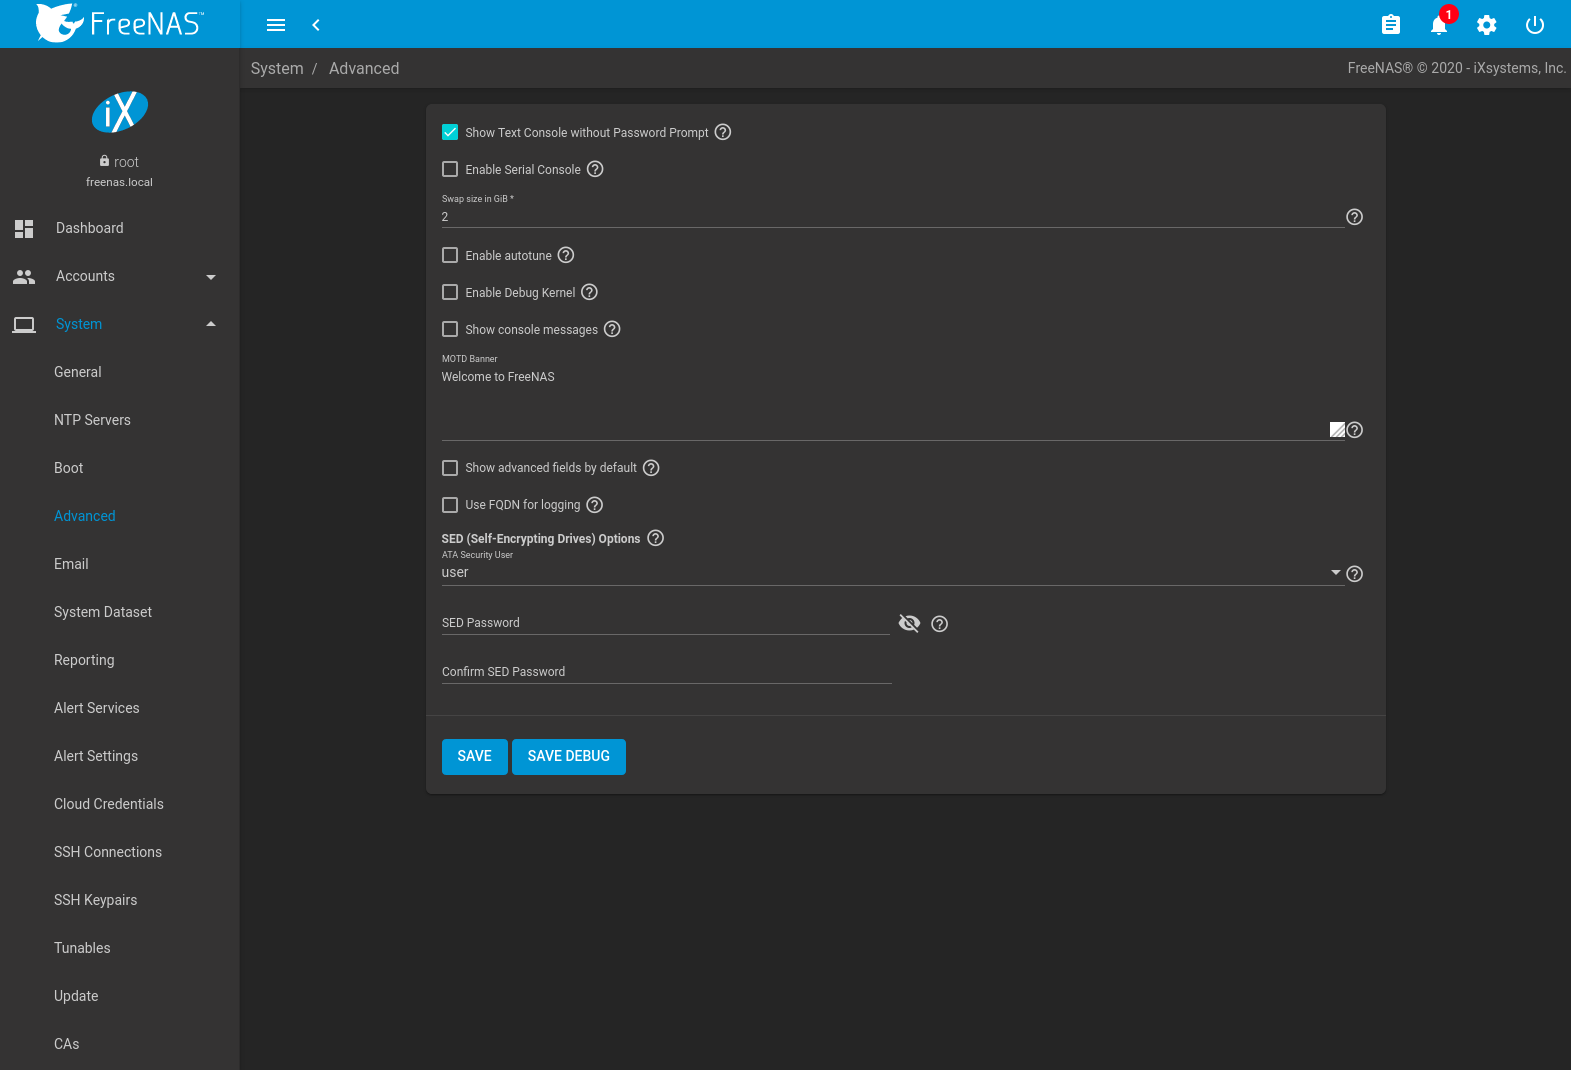 FreeNAS™
1
System / Advanced
FreeNAS® © 2020 - iXsystems, Inc.
iX
root
freenas.local
Dashboard
Accounts
System
General
NTP Servers
Boot
Advanced
Email
System Dataset
Reporting
Alert Services
Alert Settings
Cloud Credentials
SSH Connections
SSH Keypairs
Tunables
Update
CAs
Show Text Console without Password Prompt
Enable Serial Console
Swap size in GiB *
2
Enable autotune
Enable Debug Kernel
Show console messages
MOTD Banner
Welcome to FreeNAS
Show advanced fields by default
Use FQDN for logging
SED (Self-Encrypting Drives) Options
ATA Security User
user
SED Password
Confirm SED Password
SAVE
SAVE DEBUG